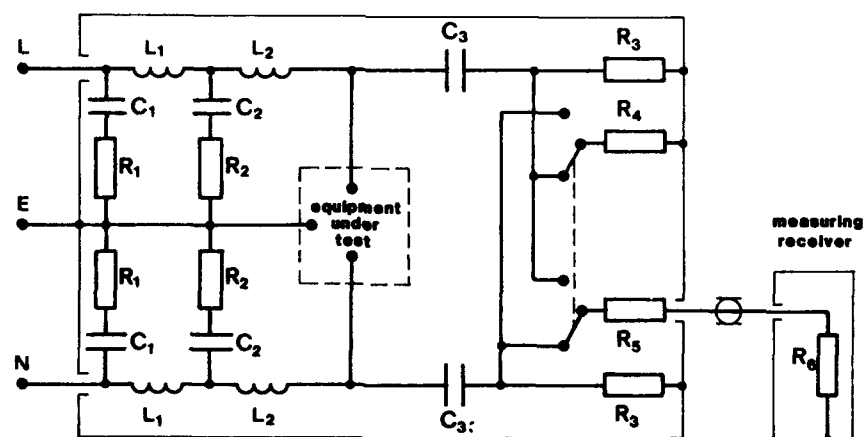 L
L₁
L₂
C₃
R₃
C₁
C₂
R₄
R₁
R₂
E
equipment
under
test
measuring
receiver
R₁
R₂
R₅
R₆
C₁
C₂
N
L₁
L₂
C₃:
R₃